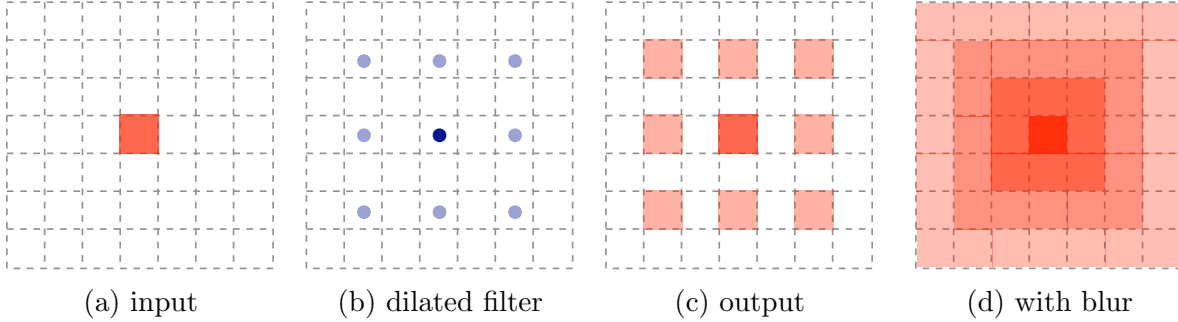 (a) input
(b) dilated filter
(c) output
(d) with blur